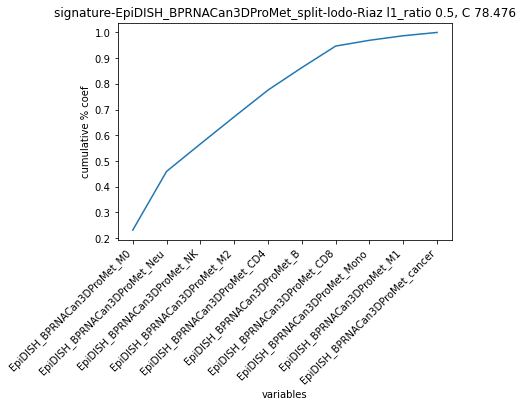 signature-EpiDISH_BPRNACan3DProMet_split-lodo-Riaz l1_ratio 0.5, C 78.476
1.0
0.9
0.8
0.7
0.6
0.5
0.4
0.3
0.2
cumulative % coef
EpiDISH_BPRNACan3DProMet_M0
EpiDISH_BPRNACan3DProMet_Neu
EpiDISH_BPRNACan3DProMet_NK
EpiDISH_BPRNACan3DProMet_M2
EpiDISH_BPRNACan3DProMet_CD4
EpiDISH_BPRNACan3DProMet_B
EpiDISH_BPRNACan3DProMet_CD8
EpiDISH_BPRNACan3DProMet_Mono
EpiDISH_BPRNACan3DProMet_M1
EpiDISH_BPRNACan3DProMet_cancer
variables